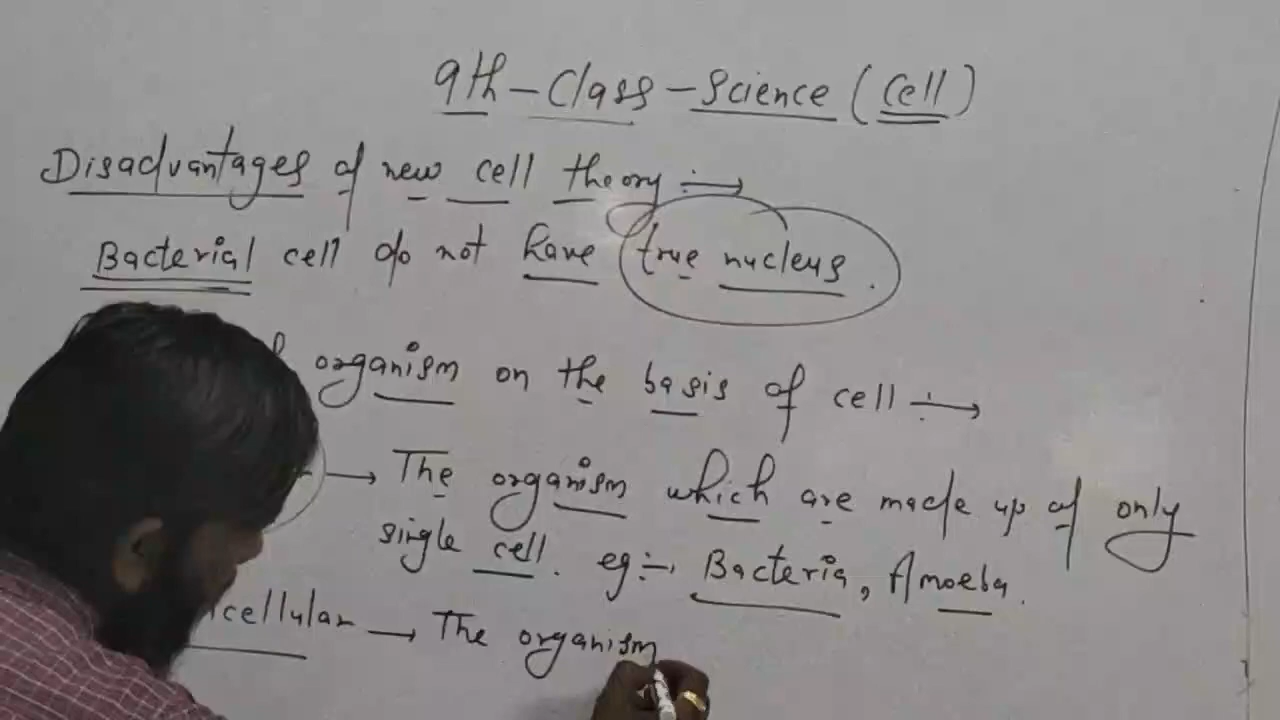 9th - Class - Science (Cell)
Disadvantages of new cell theory :→
Bacterial cell do not have true nucleus.
organism on the basis of cell :→
→ The organism which are made up of only
single cell. eg:-, Bacteria, Amoeba.
cellular → The organism